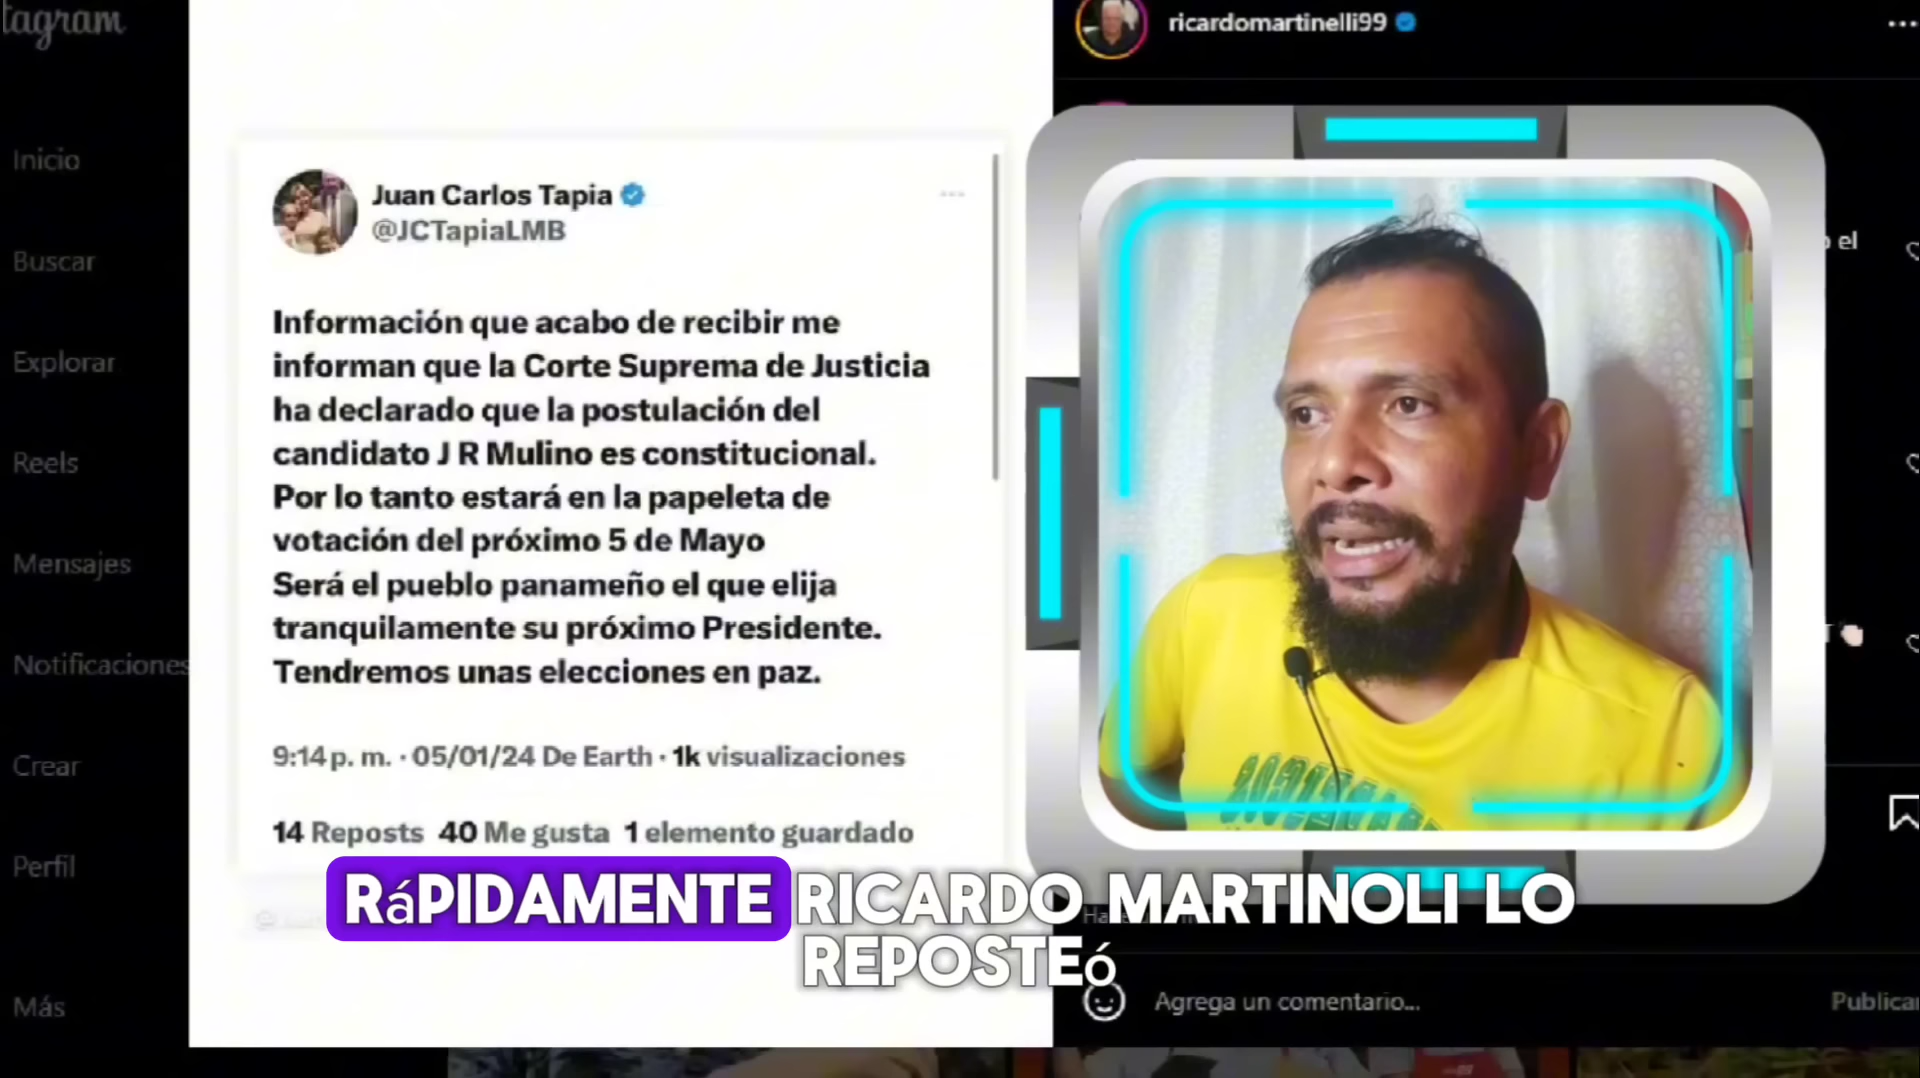 tagram
Inicio
Buscar
Explorar
Reels
Mensajes
Notificaciones
Crear
Perfil
Más
Juan Carlos Tapia
@JCTapiaLMB
Información que acabo de recibir me
informan que la Corte Suprema de Justicia
ha declarado que la postulación del
candidato J R Mulino es constitucional.
Por lo tanto estará en la papeleta de
votación del próximo 5 de Mayo
Será el pueblo panameño el que elija
tranquilamente su próximo Presidente.
Tendremos unas elecciones en paz.
9:14 p. m. · 05/01/24 De Earth · 1k visualizaciones
14 Reposts 40 Me gusta 1 elemento guardado
ricardomartinelli99
el
RáPIDAMENTE RICARDO MARTINOLI LO
REPOSTEó
Agrega un comentario...
Publicar